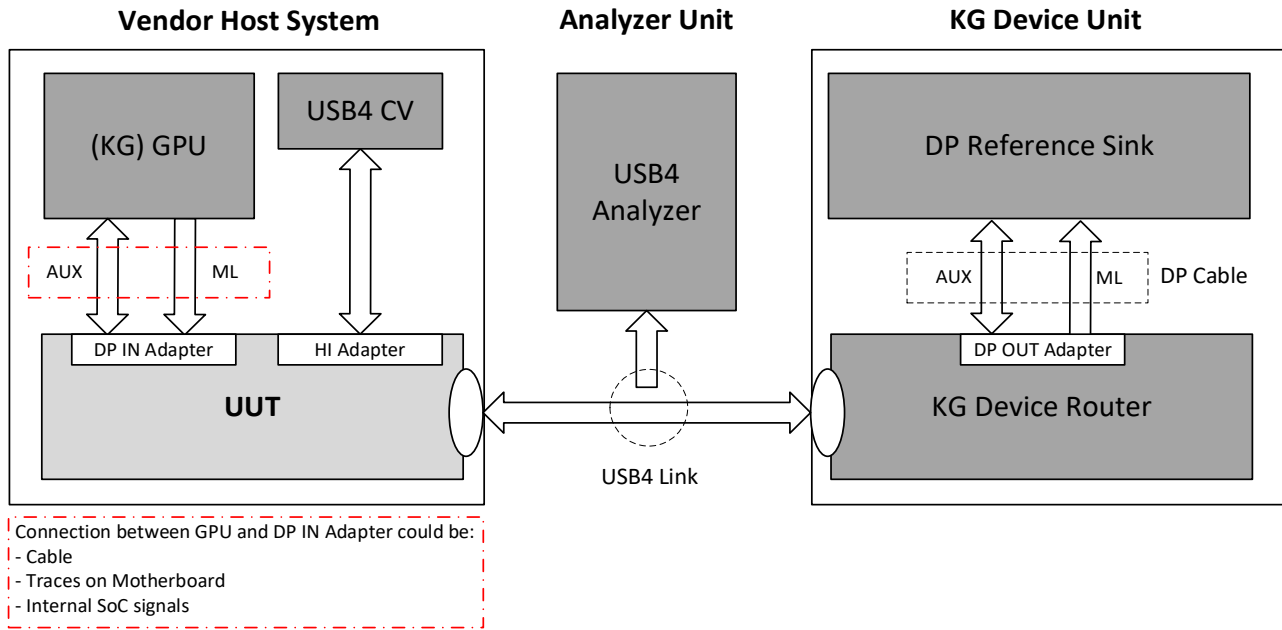 Vendor Host System
Analyzer Unit
KG Device Unit
(KG) GPU
USB4 CV
USB4
Analyzer
DP Reference Sink
AUX
ML
AUX
ML
DP Cable
DP IN Adapter
HI Adapter
DP OUT Adapter
UUT
KG Device Router
USB4 Link
Connection between GPU and DP IN Adapter could be:
- Cable
- Traces on Motherboard
- Internal SoC signals